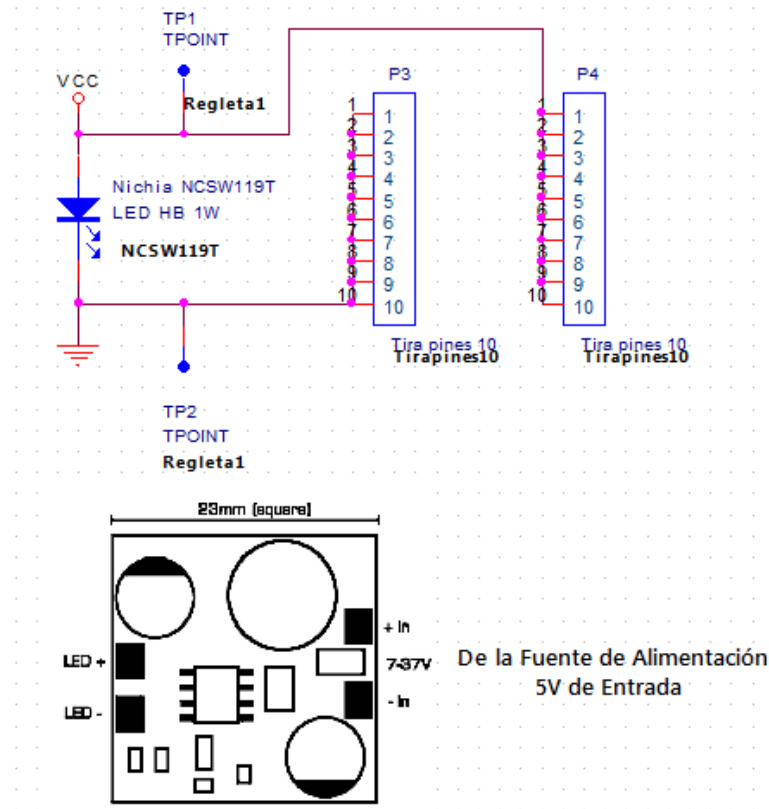 TP1
TPOINT
VCC
Regleta1
P3
P4
1
2
3
4
5
6
7
8
9
10
1
2
3
4
5
6
7
8
9
10
1
2
3
4
5
6
7
8
9
10
1
2
3
4
5
6
7
8
9
10
Nichia NCSW119T
LED HB 1W
NCSW119T
Tira pines 10
Tirapines10
Tira pines 10
Tirapines10
TP2
TPOINT
Regleta1
23mm (square)
+ In
LED +
7-37V
De la Fuente de Alimentación
5V de Entrada
LED -
- In